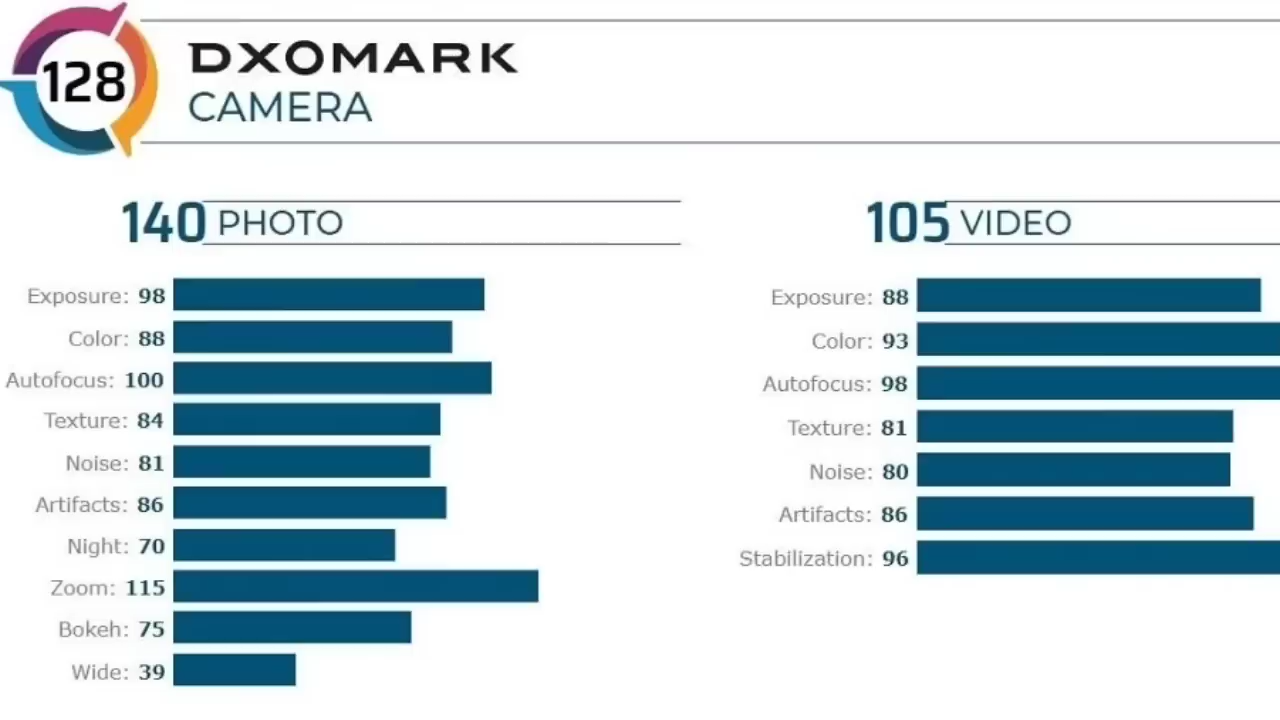 128
DXOMARK
CAMERA
140 PHOTO
Exposure: 98
Color: 88
Autofocus: 100
Texture: 84
Noise: 81
Artifacts: 86
Night: 70
Zoom: 115
Bokeh: 75
Wide: 39
105 VIDEO
Exposure: 88
Color: 93
Autofocus: 98
Texture: 81
Noise: 80
Artifacts: 86
Stabilization: 96